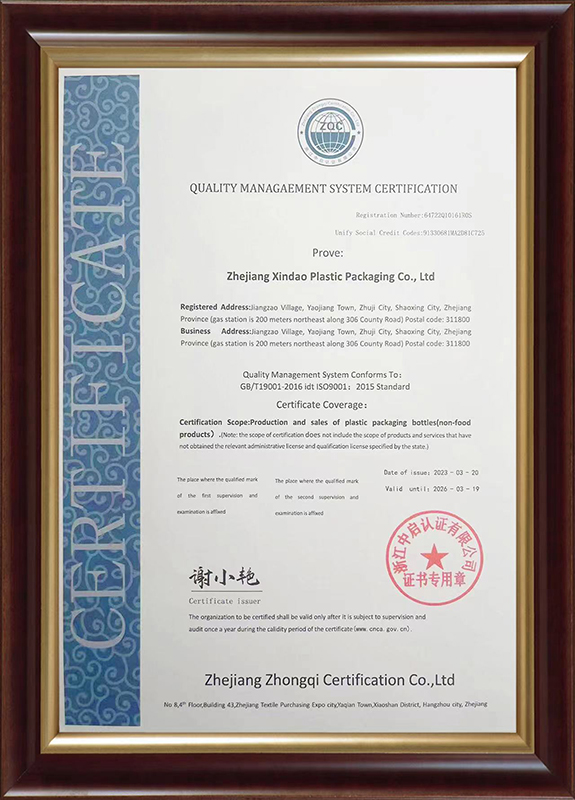 CERTIFICATE
ZQC
QUALITY MANAGAEMENT SYSTEM CERTIFICATION
Registration Number:64722Q10161R0S
Unify Social Credit Codes:91330681MA2D81CT25
Prove:
Zhejiang Xindao Plastic Packaging Co., Ltd
Registered Address:Jiangzao Village, Yaojiang Town, Zhuji City, Shaoxing City, Zhejiang
Province (gas station is 200 meters northeast along 306 County Road) Postal code: 311800
Business Address:Jiangzao Village, Yaojiang Town, Zhuji City, Shaoxing City, Zhejiang
Province (gas station is 200 meters northeast along 306 County Road) Postal code: 311800
Quality Management System Conforms To:
GB/T19001-2016 idt ISO9001: 2015 Standard
Certificate Coverage:
Certification Scope:Production and sales of plastic packaging bottles(non-food
products) .(Note: the scope of certification does not include the scope of products and services that have
not obtained the relevant administrative license and qualification license specified by the state.)
Date of issue: 2023-03-20
Valid until: 2026-03-19
The place where the qualified mark
of the first supervision and
examination is affixed
The place where the qualified mark
of the second supervision and
examination is affixed
浙江中启认证有限公司
证书专用章
谢小艳
Certificate issuer
The organization to be certified shall be valid only after it is subject to supervision and
audit once a year during the calidity period of the certificate(www.cnca.gov.cn).
Zhejiang Zhongqi Certification Co.,Ltd
No 8,4th Floor,Building 43,Zhejiang Textile Purchasing Expo city,Yaqian Town,Xiaoshan District, Hangzhou city, Zhejiang